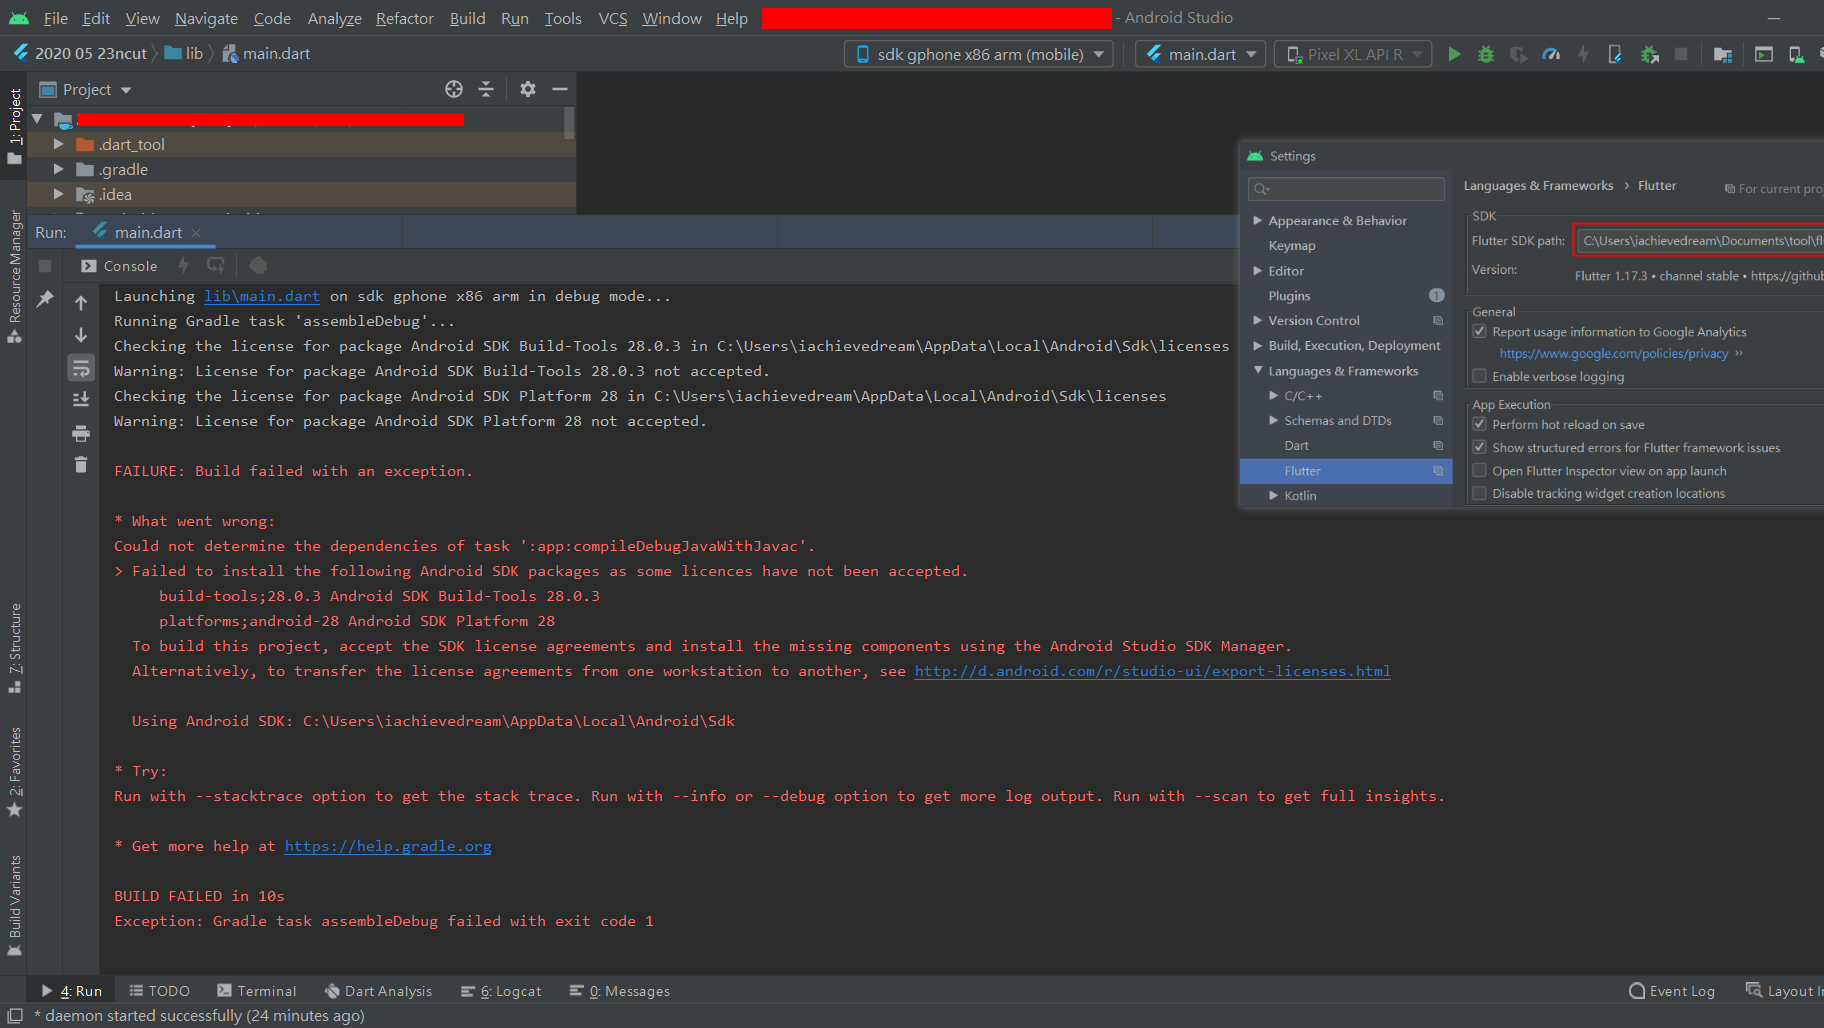 File Edit View Navigate Code Analyze Refactor Build Run Tools VCS Window Help - Android Studio
2020 05 23ncut lib main.dart sdk gphone x86 arm (mobile) main.dart Pixel XL API R
1: Project
Resource Manager
Z: Structure
2: Favorites
Build Variants
Project
.dart_tool
.gradle
.idea
Run: main.dart
Console
Launching lib\main.dart on sdk gphone x86 arm in debug mode...
Running Gradle task 'assembleDebug'...
Checking the license for package Android SDK Build-Tools 28.0.3 in C:\Users\iachievedream\AppData\Local\Android\Sdk\licenses
Warning: License for package Android SDK Build-Tools 28.0.3 not accepted.
Checking the license for package Android SDK Platform 28 in C:\Users\iachievedream\AppData\Local\Android\Sdk\licenses
Warning: License for package Android SDK Platform 28 not accepted.
FAILURE: Build failed with an exception.
* What went wrong:
Could not determine the dependencies of task ':app:compileDebugJavaWithJavac'.
> Failed to install the following Android SDK packages as some licences have not been accepted.
build-tools;28.0.3 Android SDK Build-Tools 28.0.3
platforms;android-28 Android SDK Platform 28
To build this project, accept the SDK license agreements and install the missing components using the Android Studio SDK Manager.
Alternatively, to transfer the license agreements from one workstation to another, see http://d.android.com/r/studio-ui/export-licenses.html
Using Android SDK: C:\Users\iachievedream\AppData\Local\Android\Sdk
* Try:
Run with --stacktrace option to get the stack trace. Run with --info or --debug option to get more log output. Run with --scan to get full insights.
* Get more help at https://help.gradle.org
BUILD FAILED in 10s
Exception: Gradle task assembleDebug failed with exit code 1
Settings
Appearance & Behavior
Keymap
Editor
Plugins 1
Version Control
Build, Execution, Deployment
Languages & Frameworks
C/C++
Schemas and DTDs
Dart
Flutter
Kotlin
Languages & Frameworks › Flutter For current proj
SDK
Flutter SDK path: C:\Users\iachievedream\Documents\tool\fl
Version: Flutter 1.17.3 • channel stable • https://github
General
Report usage information to Google Analytics
https://www.google.com/policies/privacy
Enable verbose logging
App Execution
Perform hot reload on save
Show structured errors for Flutter framework issues
Open Flutter Inspector view on app launch
Disable tracking widget creation locations
4: Run TODO Terminal Dart Analysis 6: Logcat 0: Messages Event Log Layout In
* daemon started successfully (24 minutes ago)